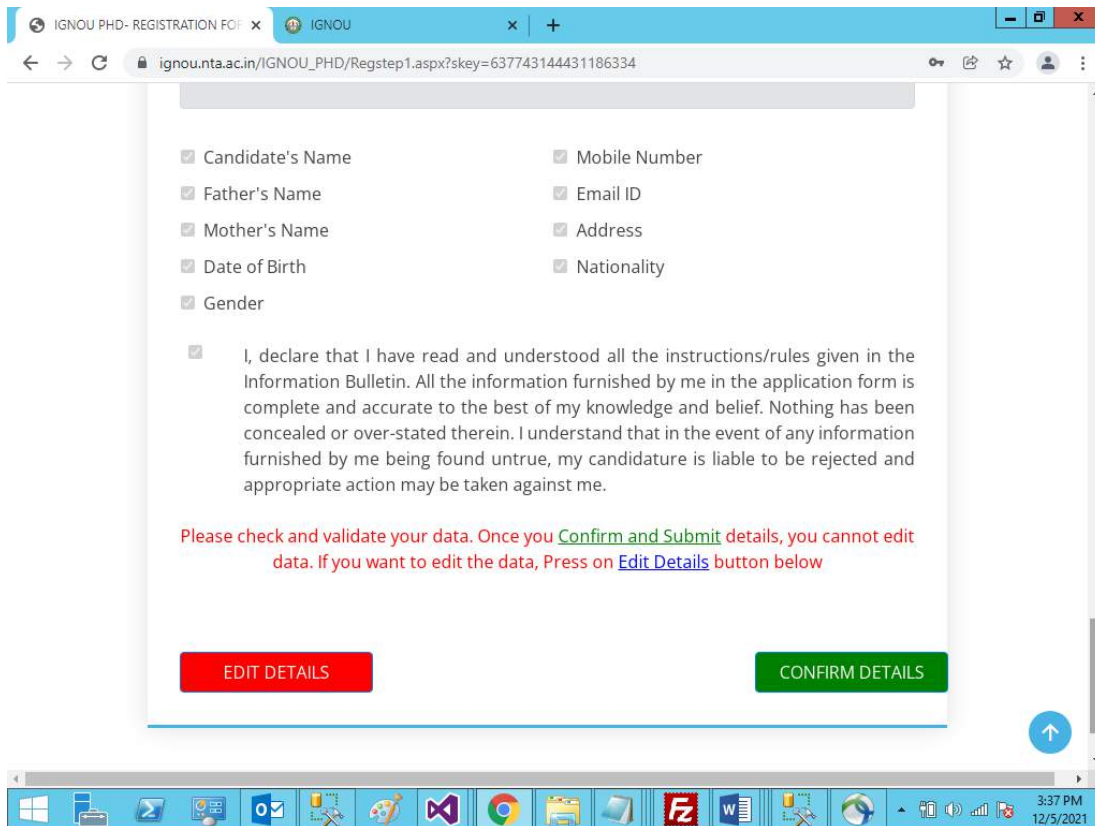 IGNOU PHD- REGISTRATION FOR
IGNOU
ignou.nta.ac.in/IGNOU_PHD/Regstep1.aspx?skey=637743144431186334
Candidate's Name
Mobile Number
Father's Name
Email ID
Mother's Name
Address
Date of Birth
Nationality
Gender
I, declare that I have read and understood all the instructions/rules given in the
Information Bulletin. All the information furnished by me in the application form is
complete and accurate to the best of my knowledge and belief. Nothing has been
concealed or over-stated therein. I understand that in the event of any information
furnished by me being found untrue, my candidature is liable to be rejected and
appropriate action may be taken against me.
Please check and validate your data. Once you Confirm and Submit details, you cannot edit
data. If you want to edit the data, Press on Edit Details button below
EDIT DETAILS
CONFIRM DETAILS
3:37 PM
12/5/2021